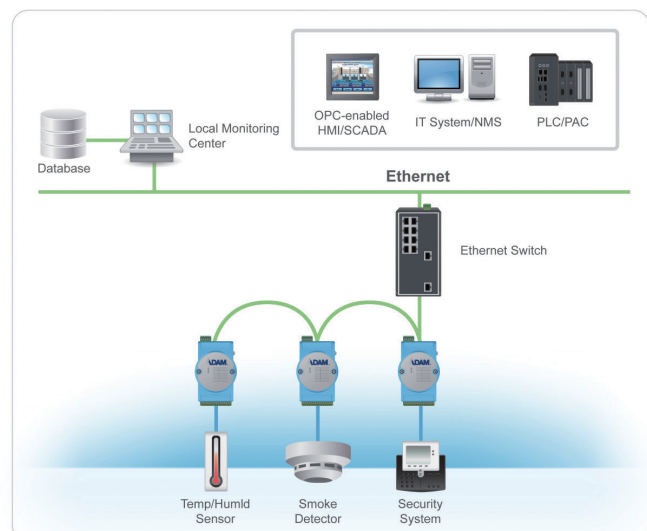 OPC-enabled
HMI/SCADA
IT System/NMS
PLC/PAC
Local Monitoring
Center
Database
Ethernet
Ethernet Switch
ADAM
ADAM
ADAM
Temp/Humld
Sensor
Smoke
Detector
Security
System